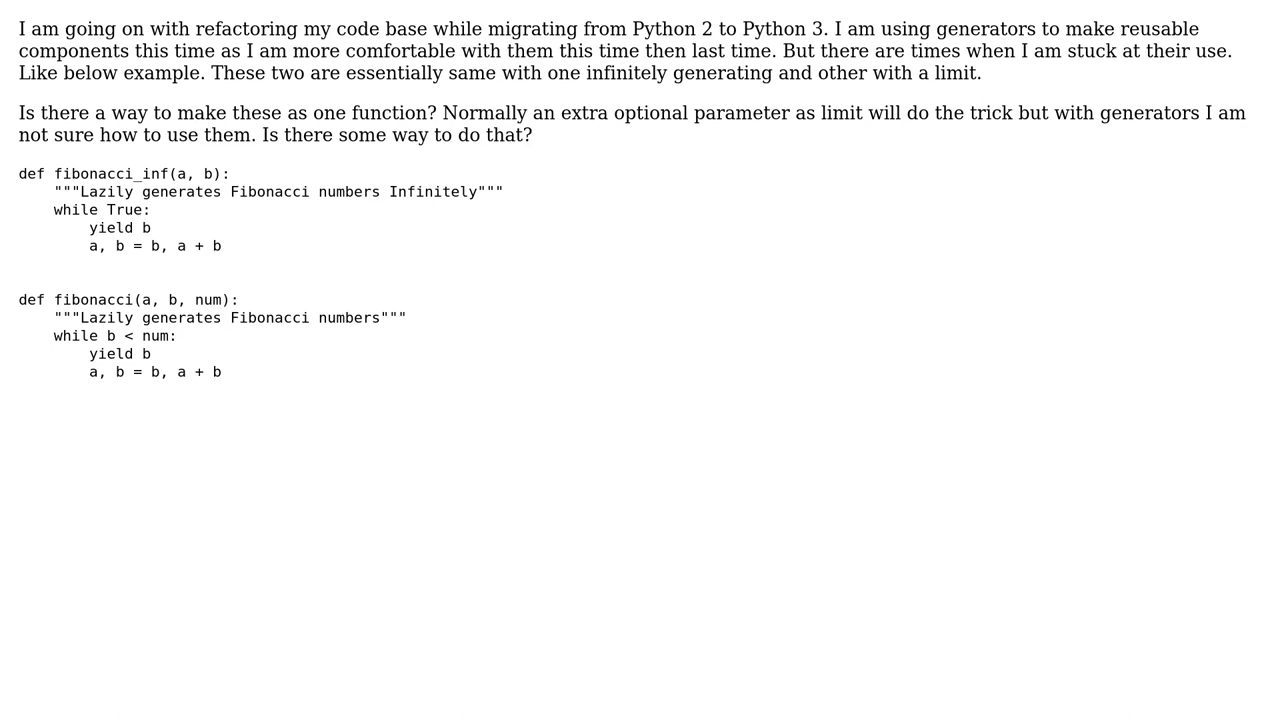 I am going on with refactoring my code base while migrating from Python 2 to Python 3. I am using generators to make reusable
components this time as I am more comfortable with them this time then last time. But there are times when I am stuck at their use.
Like below example. These two are essentially same with one infinitely generating and other with a limit.
Is there a way to make these as one function? Normally an extra optional parameter as limit will do the trick but with generators I am
not sure how to use them. Is there some way to do that?
def fibonacci_inf(a, b):
    """Lazily generates Fibonacci numbers Infinitely"""
    while True:
        yield b
        a, b = b, a + b
def fibonacci(a, b, num):
    """Lazily generates Fibonacci numbers"""
    while b < num:
        yield b
        a, b = b, a + b